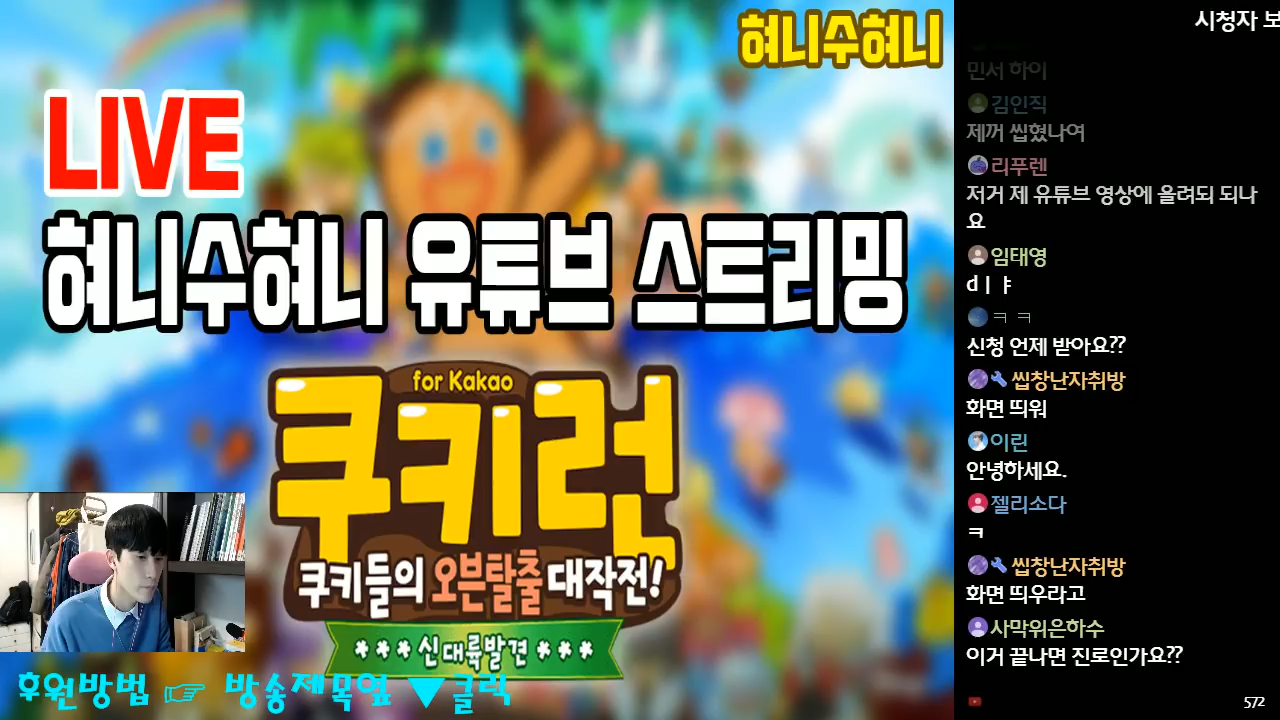 혀니수혀니
LIVE
혀니수혀니 유튜브 스트리밍
for Kakao
쿠키런
쿠키들의 오븐탈출 대작전!
신대륙발견
후원방법 ☞ 방송제목옆 ▼클릭
시청자 보
민서 하이
김인직
제꺼 씹혔나여
리푸렌
저거 제 유튜브 영상에 올려되 되나
요
임태영
dㅣㅑ
ㅋ ㅋ
신청 언제 받아요??
씹창난자취방
화면 띄워
이린
안녕하세요.
젤리소다
ㅋ
씹창난자취방
화면 띄우라고
사막위은하수
이거 끝나면 진로인가요??
572